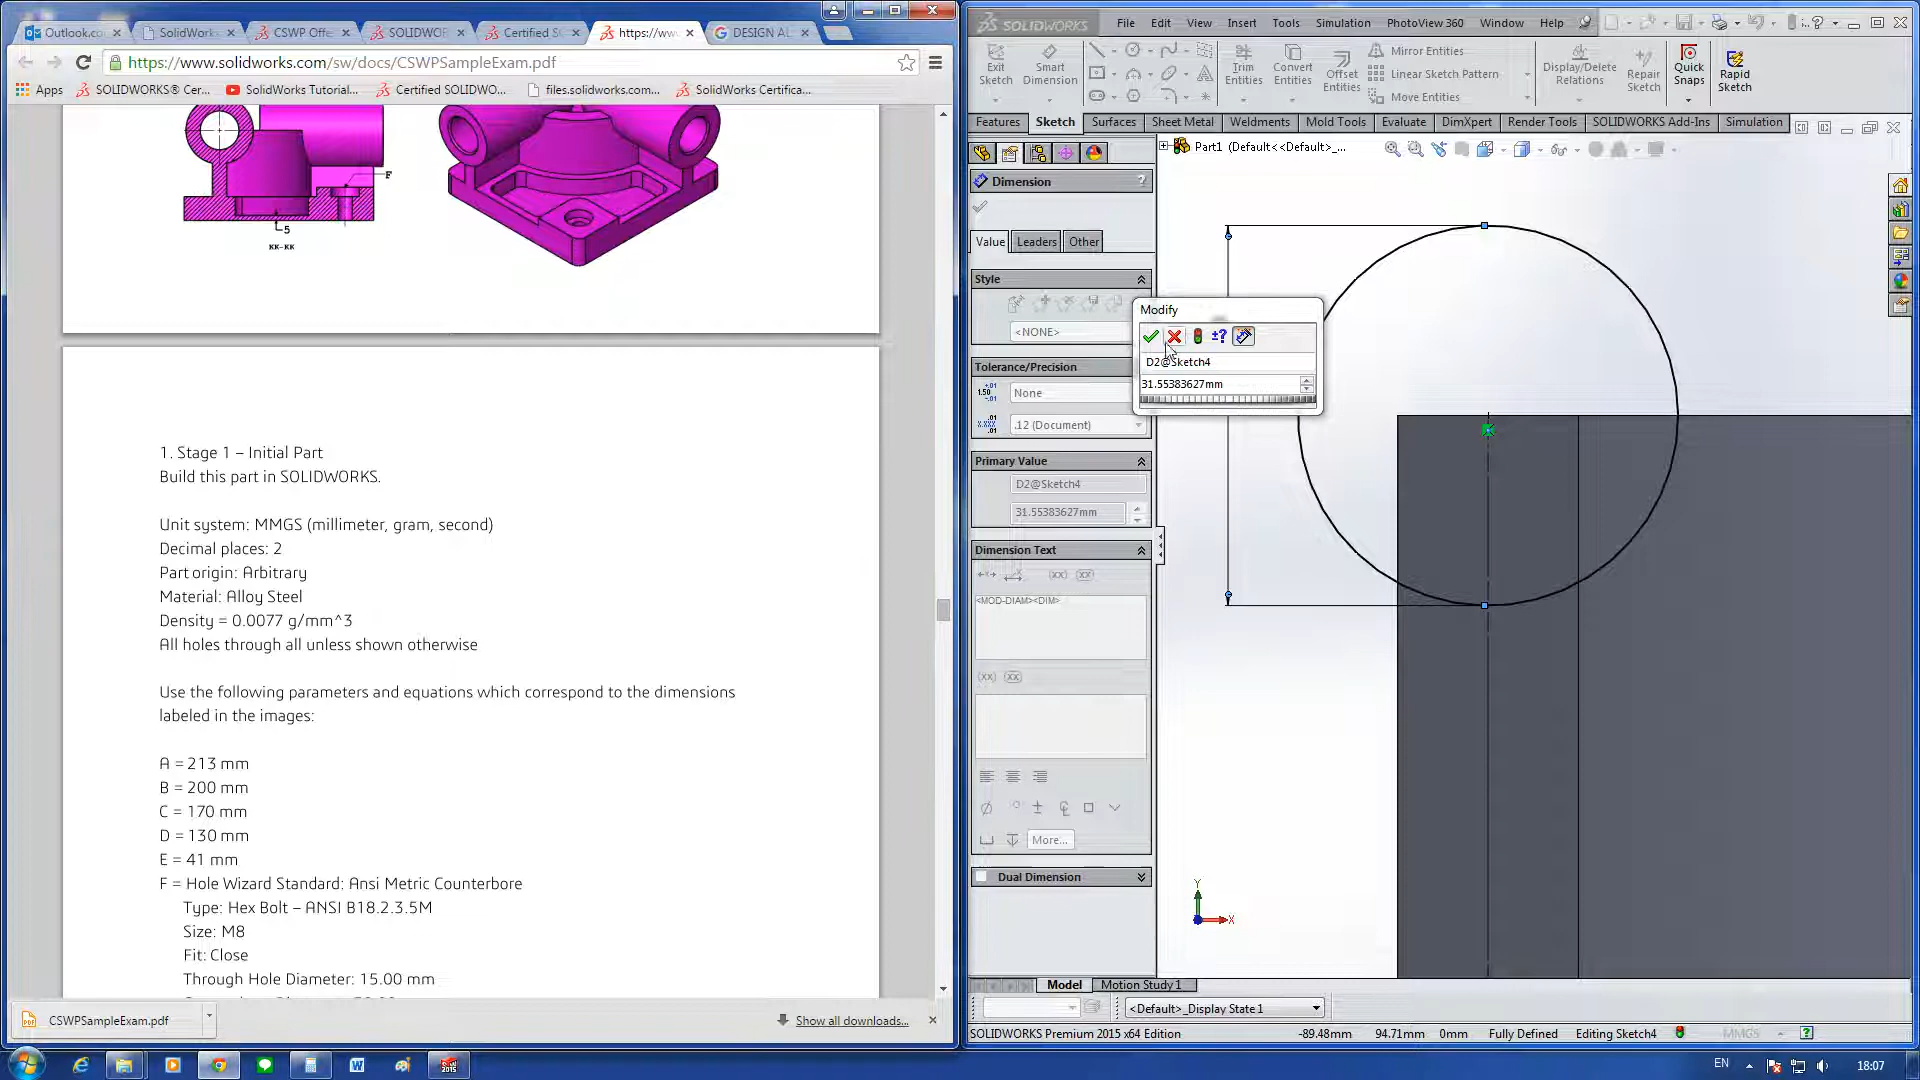 Outlook.co
SolidWork
CSWP Offe
SOLIDWOR
Certified SO
https://ww
DESIGN AL
https://www.solidworks.com/sw/docs/CSWPSampleExam.pdf
Apps
SOLIDWORKS® Cer...
SolidWorks Tutorial...
Certified SOLIDWO...
files.solidworks.com...
SolidWorks Certifica...
F
5
KK-KK
1. Stage 1 – Initial Part
Build this part in SOLIDWORKS.
Unit system: MMGS (millimeter, gram, second)
Decimal places: 2
Part origin: Arbitrary
Material: Alloy Steel
Density = 0.0077 g/mm^3
All holes through all unless shown otherwise
Use the following parameters and equations which correspond to the dimensions
labeled in the images:
A = 213 mm
B = 200 mm
C = 170 mm
D = 130 mm
E = 41 mm
F = Hole Wizard Standard: Ansi Metric Counterbore
Type: Hex Bolt – ANSI B18.2.3.5M
Size: M8
Fit: Close
Through Hole Diameter: 15.00 mm
CSWPSampleExam.pdf
Show all downloads...
SOLIDWORKS
File Edit View Insert Tools Simulation PhotoView 360 Window Help
Exit Sketch
Smart Dimension
Trim Entities
Convert Entities
Offset Entities
Mirror Entities
Linear Sketch Pattern
Move Entities
Display/Delete Relations
Repair Sketch
Quick Snaps
Rapid Sketch
Features Sketch Surfaces Sheet Metal Weldments Mold Tools Evaluate DimXpert Render Tools SOLIDWORKS Add-Ins Simulation
Part1 (Default<<Default>_...
Dimension
?
Value Leaders Other
Style
<NONE>
Tolerance/Precision
None
.12 (Document)
Primary Value
D2@Sketch4
31.55383627mm
Dimension Text
<MOD-DIAM><DIM>
More...
Dual Dimension
Modify
D2@Sketch4
31.55383627mm
Y
X
Model Motion Study 1
<Default>_Display State 1
SOLIDWORKS Premium 2015 x64 Edition
-89.48mm 94.71mm 0mm Fully Defined Editing Sketch4 MMGS
EN
18:07